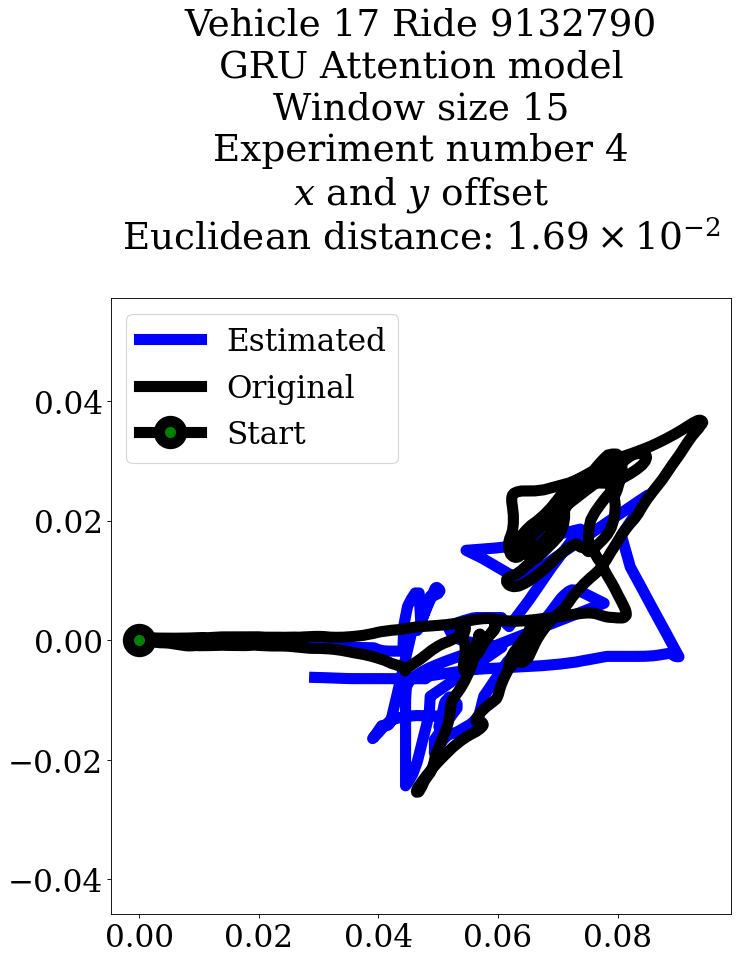 Vehicle 17 Ride 9132790
GRU Attention model
Window size 15
Experiment number 4
x and y offset
Euclidean distance: 1.69 × 10⁻²
Estimated
Original
Start
0.04
0.02
0.00
−0.02
−0.04
0.00 0.02 0.04 0.06 0.08